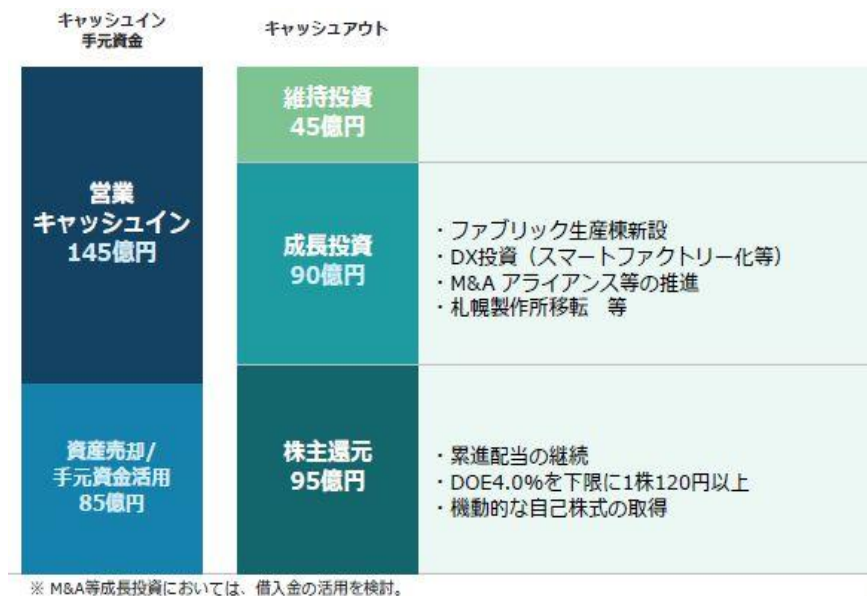 キャッシュイン
手元資金
キャッシュアウト
営業
キャッシュイン
145億円
資産売却/
手元資金活用
85億円
維持投資
45億円
成長投資
90億円
・ファブリック生産棟新設
・DX投資（スマートファクトリー化等）
・M&A アライアンス等の推進
・札幌製作所移転　等
株主還元
95億円
・累進配当の継続
・DOE4.0%を下限に1株120円以上
・機動的な自己株式の取得
※ M&A等成長投資においては、借入金の活用を検討。